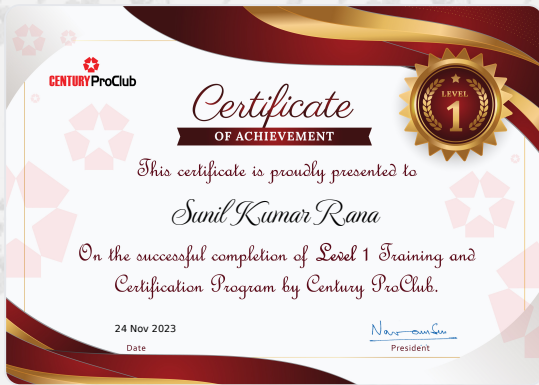 CENTURY ProClub
Certificate
OF ACHIEVEMENT
LEVEL
1
This certificate is proudly presented to
Sunil Kumar Rana
On the successful completion of Level 1 Training and
Certification Program by Century ProClub.
24 Nov 2023
Date
President